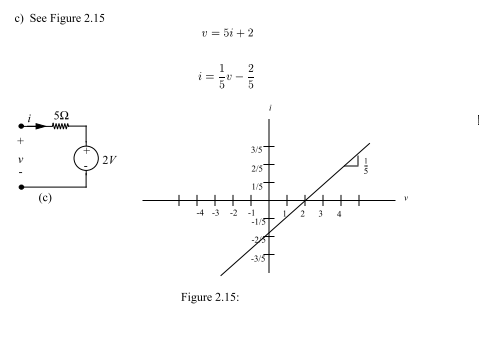 c) See Figure 2.15
v = 5i + 2
i = 1/5 v − 2/5
i
5Ω
+
v
-
+
-
2V
(c)
i
3/5
2/5
1/5
1/5
v
-4 -3 -2 -1 1 2 3 4
-1/5
-2/5
-3/5
Figure 2.15: